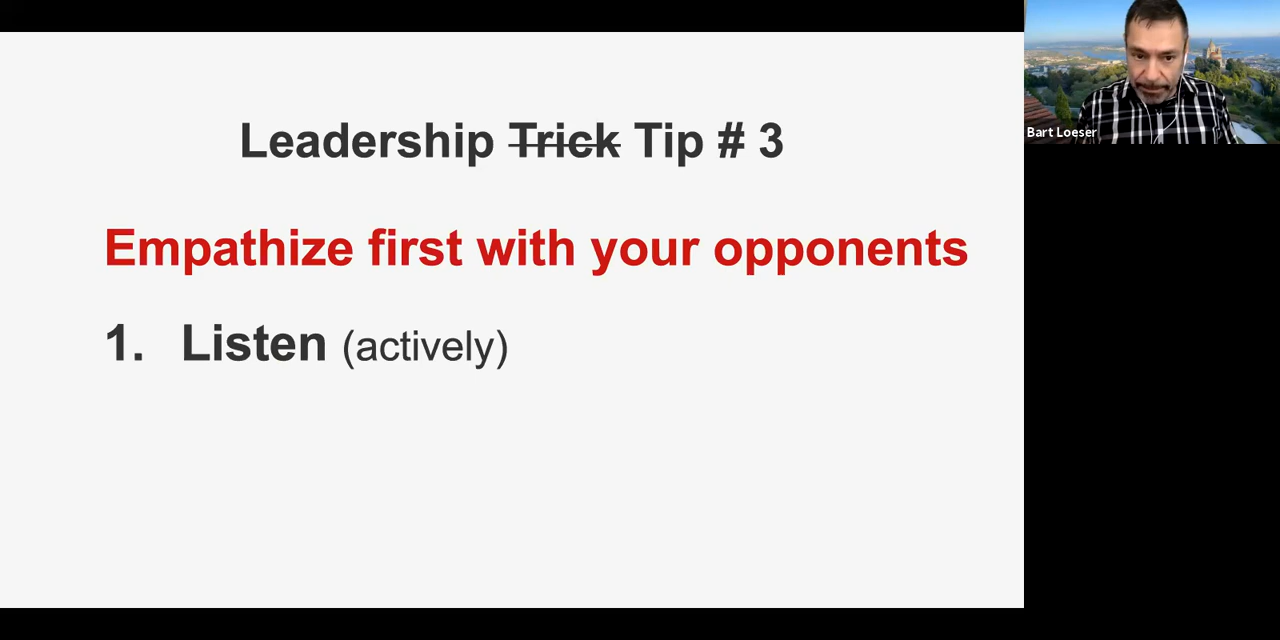 Leadership Trick Tip # 3
Empathize first with your opponents
1. Listen (actively)
Bart Loeser